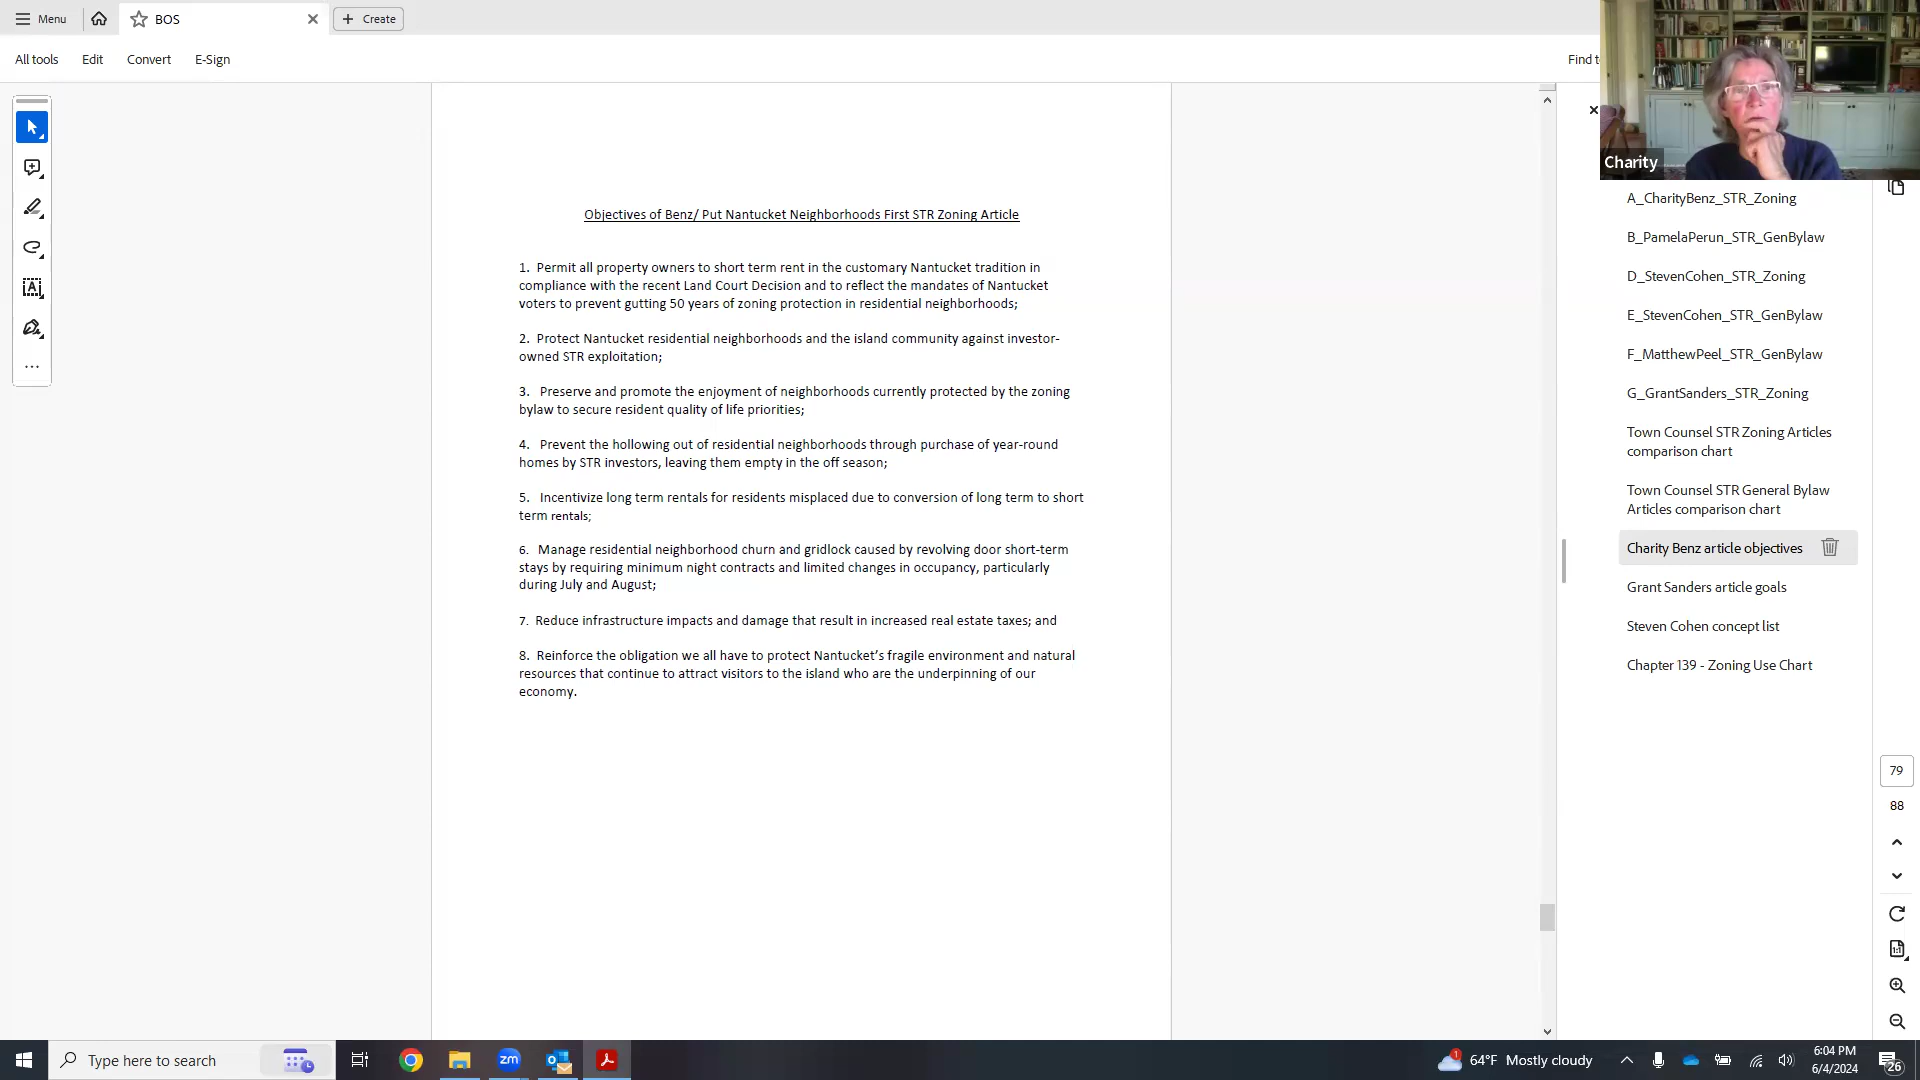 Menu
BOS
Create
All tools
Edit
Convert
E-Sign
Find t
Charity
Objectives of Benz/ Put Nantucket Neighborhoods First STR Zoning Article
1. Permit all property owners to short term rent in the customary Nantucket tradition in
compliance with the recent Land Court Decision and to reflect the mandates of Nantucket
voters to prevent gutting 50 years of zoning protection in residential neighborhoods;
2. Protect Nantucket residential neighborhoods and the island community against investor-
owned STR exploitation;
3. Preserve and promote the enjoyment of neighborhoods currently protected by the zoning
bylaw to secure resident quality of life priorities;
4. Prevent the hollowing out of residential neighborhoods through purchase of year-round
homes by STR investors, leaving them empty in the off season;
5. Incentivize long term rentals for residents misplaced due to conversion of long term to short
term rentals;
6. Manage residential neighborhood churn and gridlock caused by revolving door short-term
stays by requiring minimum night contracts and limited changes in occupancy, particularly
during July and August;
7. Reduce infrastructure impacts and damage that result in increased real estate taxes; and
8. Reinforce the obligation we all have to protect Nantucket's fragile environment and natural
resources that continue to attract visitors to the island who are the underpinning of our
economy.
A_CharityBenz_STR_Zoning
B_PamelaPerun_STR_GenBylaw
D_StevenCohen_STR_Zoning
E_StevenCohen_STR_GenBylaw
F_MatthewPeel_STR_GenBylaw
G_GrantSanders_STR_Zoning
Town Counsel STR Zoning Articles
comparison chart
Town Counsel STR General Bylaw
Articles comparison chart
Charity Benz article objectives
Grant Sanders article goals
Steven Cohen concept list
Chapter 139 - Zoning Use Chart
79
88
1:1
Type here to search
zm
1
64°F Mostly cloudy
6:04 PM
6/4/2024
26